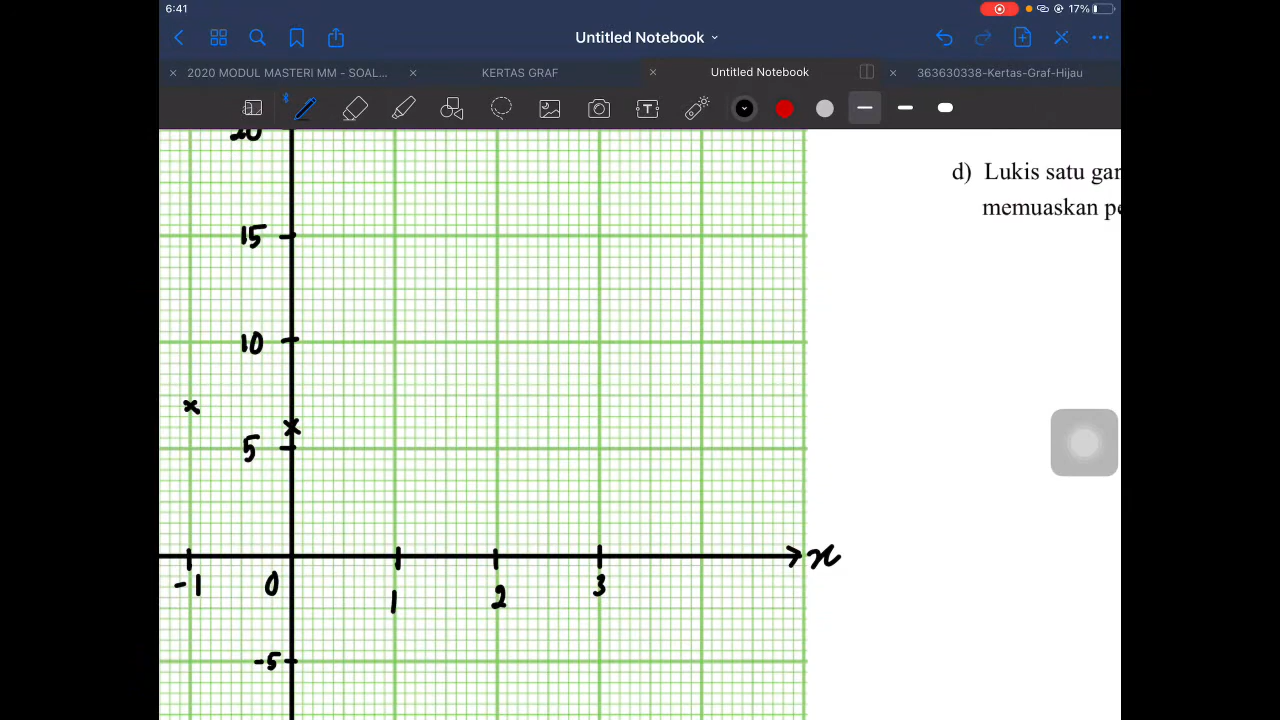 6:41
17%
Untitled Notebook
2020 MODUL MASTERI MM - SOAL...
KERTAS GRAF
Untitled Notebook
363630338-Kertas-Graf-Hijau
T
20
d) Lukis satu gar
memuaskan pe
15
10
5
x
-1
0
1
2
3
-5